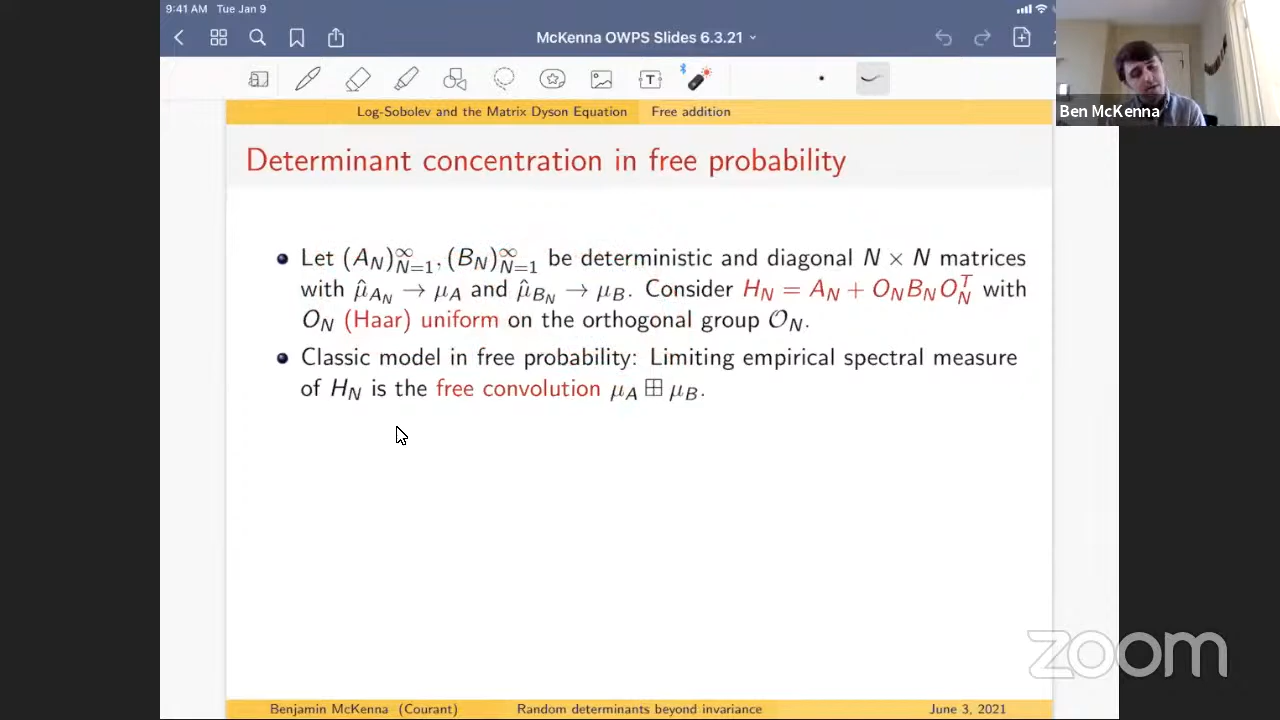 9:41 AM Tue Jan 9
McKenna OWPS Slides 6.3.21
T
Ben McKenna
Log-Sobolev and the Matrix Dyson Equation Free addition
Determinant concentration in free probability
Let (A_N)_{N=1}^∞, (B_N)_{N=1}^∞ be deterministic and diagonal N × N matrices
with μ̂_{A_N} → μ_A and μ̂_{B_N} → μ_B. Consider H_N = A_N + O_N B_N O_N^T with
O_N (Haar) uniform on the orthogonal group 𝒪_N.
Classic model in free probability: Limiting empirical spectral measure
of H_N is the free convolution μ_A ⊞ μ_B.
zoom
Benjamin McKenna (Courant) Random determinants beyond invariance June 3, 2021